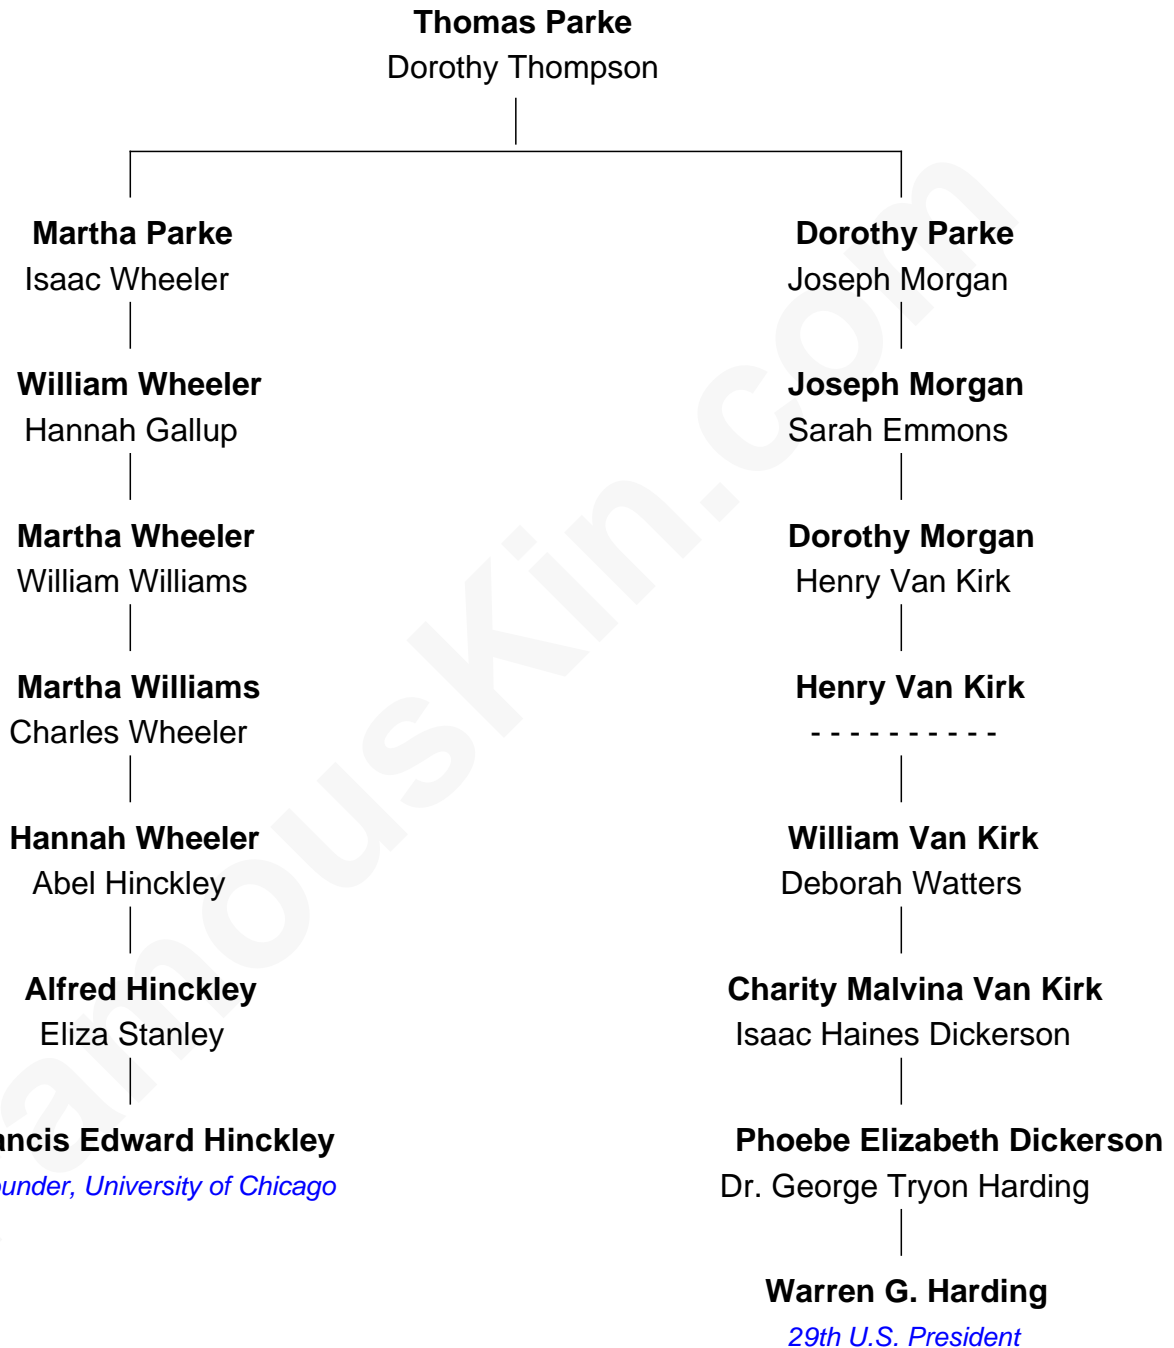 Thomas Parke
Dorothy Thompson
Martha Parke
Isaac Wheeler
William Wheeler
Hannah Gallup
Martha Wheeler
William Williams
Martha Williams
Charles Wheeler
Hannah Wheeler
Abel Hinckley
Alfred Hinckley
Eliza Stanley
ancis Edward Hinckley
ounder, University of Chicago
Dorothy Parke
Joseph Morgan
Joseph Morgan
Sarah Emmons
Dorothy Morgan
Henry Van Kirk
Henry Van Kirk
- - - - - - - - - -
William Van Kirk
Deborah Watters
Charity Malvina Van Kirk
Isaac Haines Dickerson
Phoebe Elizabeth Dickerson
Dr. George Tryon Harding
Warren G. Harding
29th U.S. President
amousKin.com